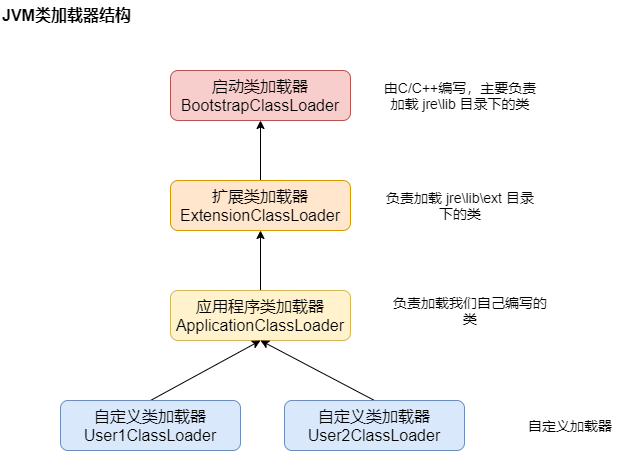 JVM类加载器结构
启动类加载器
BootstrapClassLoader
由C/C++编写，主要负责
加载 jre\lib 目录下的类
扩展类加载器
ExtensionClassLoader
负责加载 jre\lib\ext 目录
下的类
应用程序类加载器
ApplicationClassLoader
负责加载我们自己编写的
类
自定义类加载器
User1ClassLoader
自定义类加载器
User2ClassLoader
自定义加载器